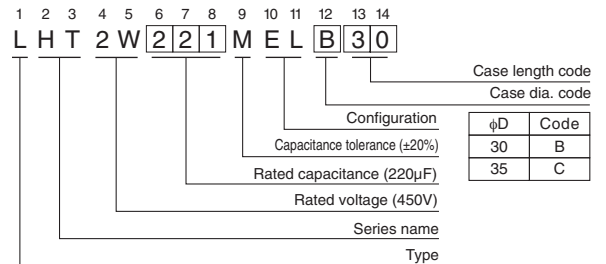 1 2 3 4 5 6 7 8 9 10 11 12 13 14
L H T 2 W 2 2 1 M E L B 3 0
Case length code
Case dia. code
Configuration
Capacitance tolerance (±20%)
Rated capacitance (220µF)
Rated voltage (450V)
Series name
Type
ϕD Code
30 B
35 C